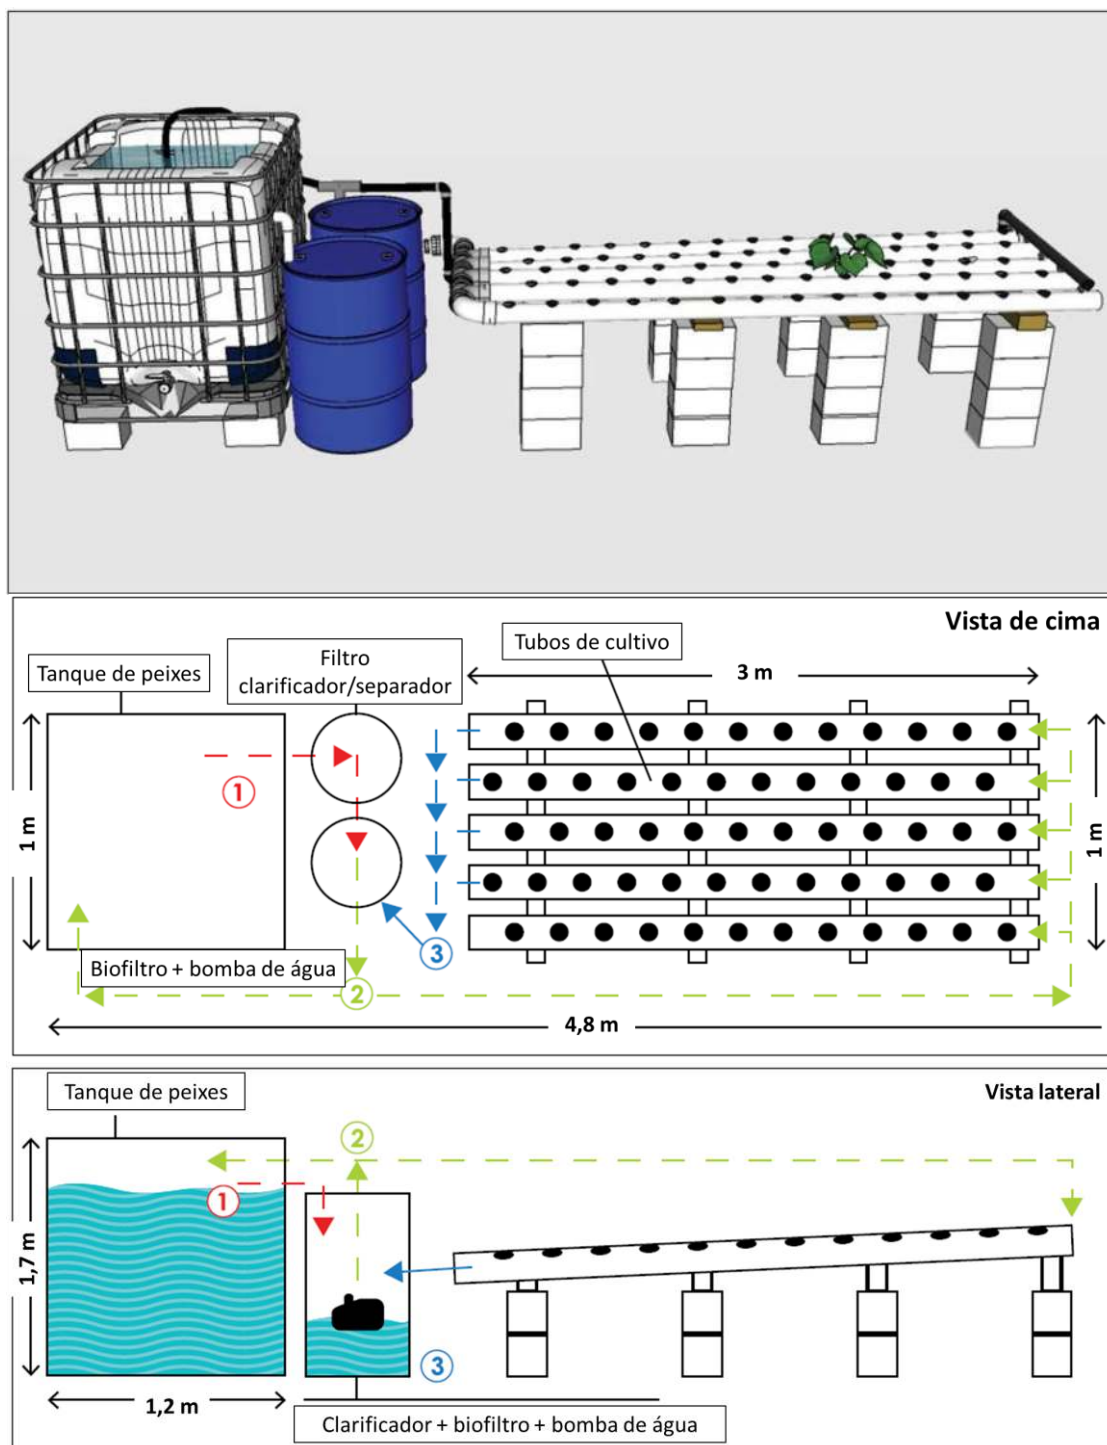 Vista de cima
Tanque de peixes
Filtro
clarificador/separador
Tubos de cultivo
3 m
1
1 m
1 m
3
Biofiltro + bomba de água
2
4,8 m
Tanque de peixes
Vista lateral
2
1
1,7 m
3
1,2 m
Clarificador + biofiltro + bomba de água